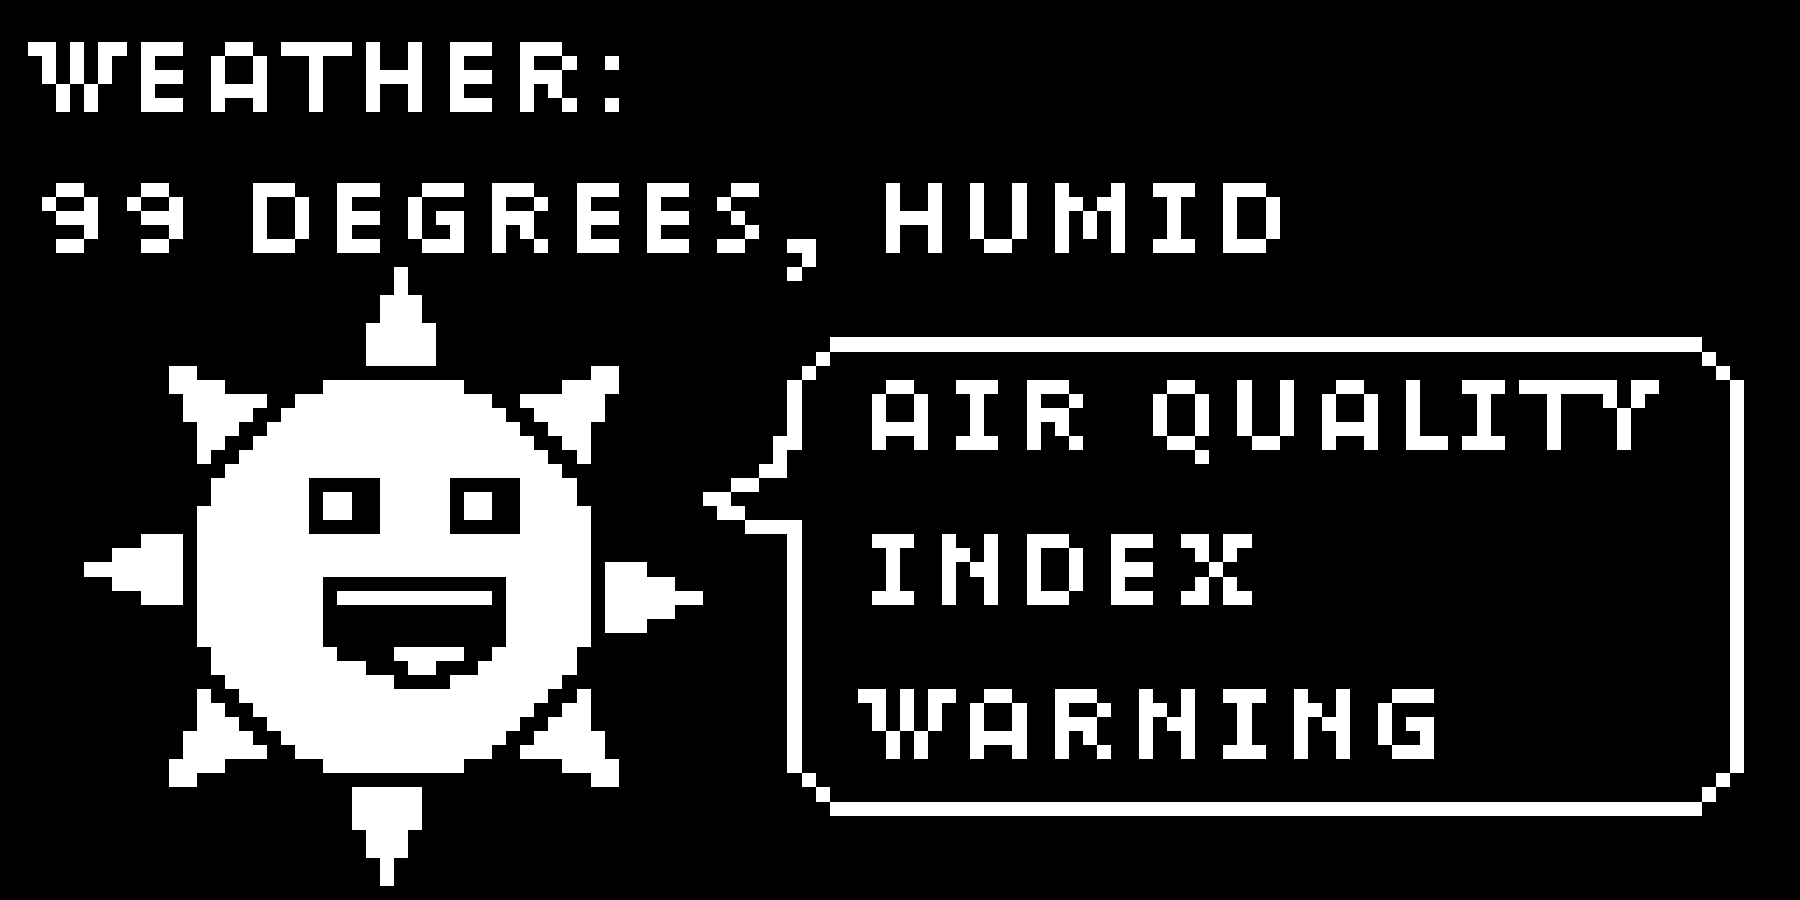 WEATHER:
99 DEGREES, HUMID
AIR QUALITY
INDEX
WARNING